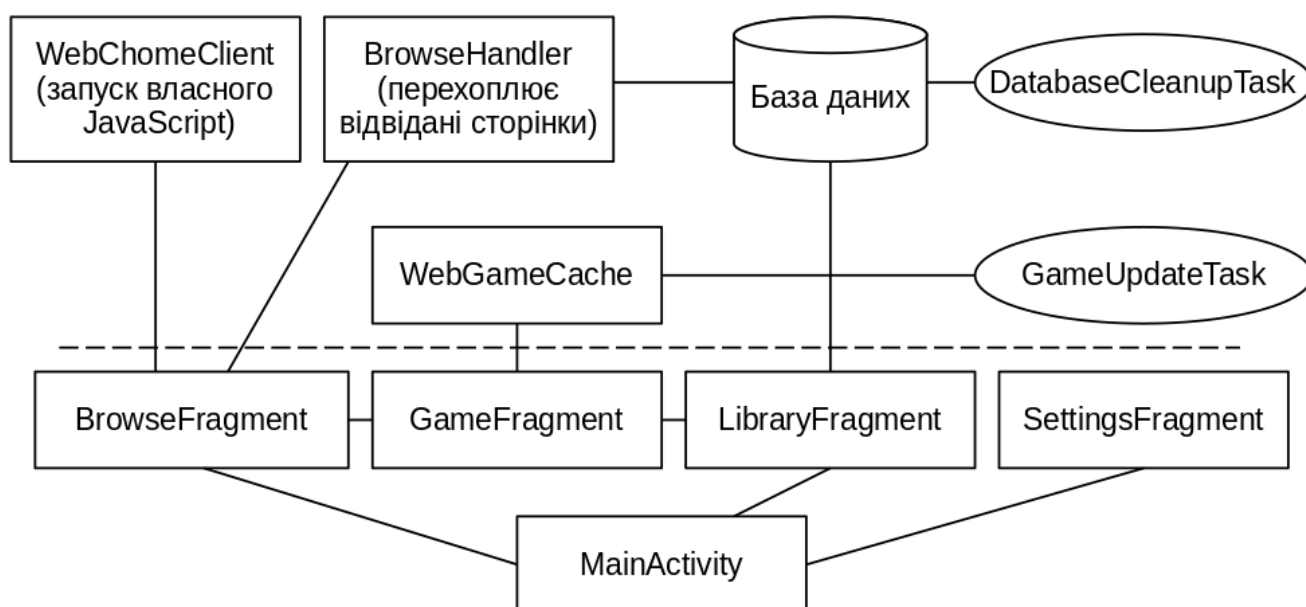 WebChomeClient
(запуск власного
JavaScript)
BrowseHandler
(перехоплює
відвідані сторінки)
База даних
DatabaseCleanupTask
WebGameCache
GameUpdateTask
BrowseFragment
GameFragment
LibraryFragment
SettingsFragment
MainActivity